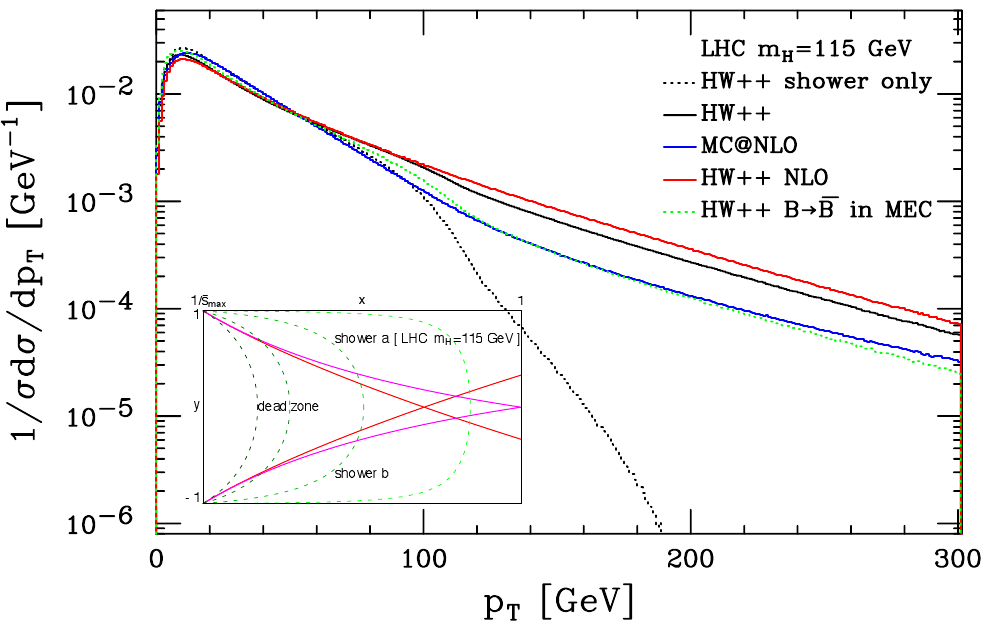 LHC m_H=115 GeV
HW++ shower only
HW++
MC@NLO
HW++ NLO
HW++ B→B̅ in MEC
1/σdσ/dp_T [GeV⁻¹]
10⁻²
10⁻³
10⁻⁴
10⁻⁵
10⁻⁶
1/s̅_max x 1
1
shower a [ LHC m_H=115 GeV ]
y dead zone
shower b
- 1
0 100 200 300
p_T [GeV]